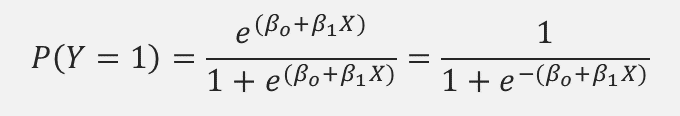 P(Y = 1) = e^(β₀+β₁X) / (1 + e^(β₀+β₁X)) = 1 / (1 + e^−(β₀+β₁X))